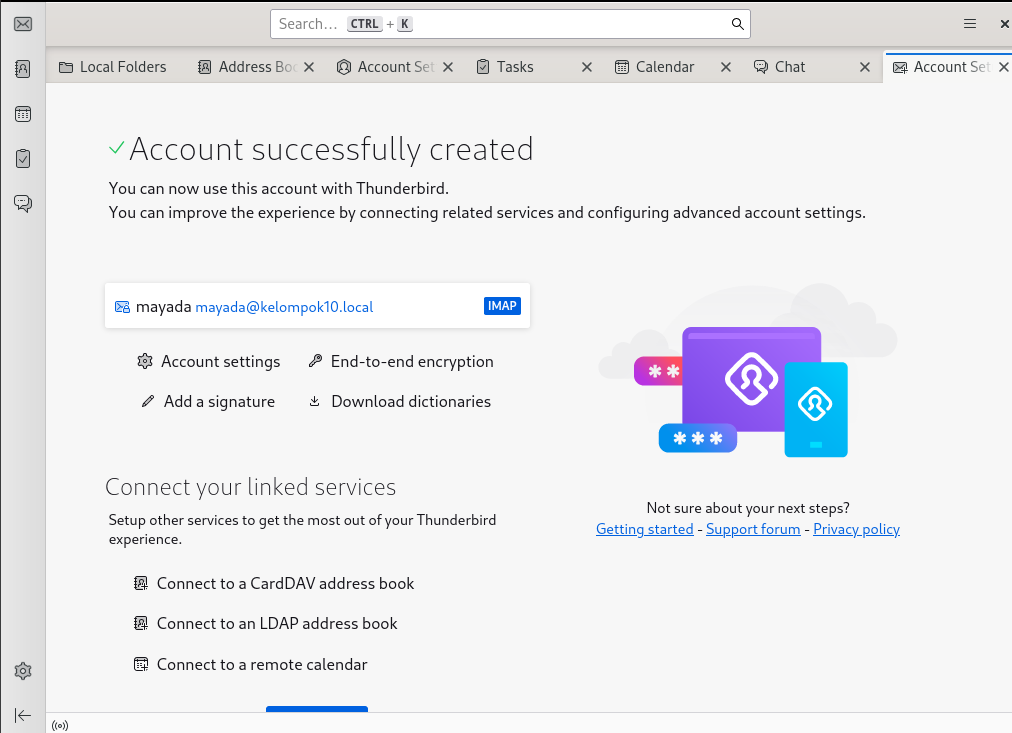 Search… CTRL + K
Local Folders
Address Boo
Account Set
Tasks
Calendar
Chat
Account Set
Account successfully created
You can now use this account with Thunderbird.
You can improve the experience by connecting related services and configuring advanced account settings.
mayada mayada@kelompok10.local IMAP
Account settings
End-to-end encryption
Add a signature
Download dictionaries
Connect your linked services
Setup other services to get the most out of your Thunderbird
experience.
Connect to a CardDAV address book
Connect to an LDAP address book
Connect to a remote calendar
** 
***
Not sure about your next steps?
Getting started - Support forum - Privacy policy